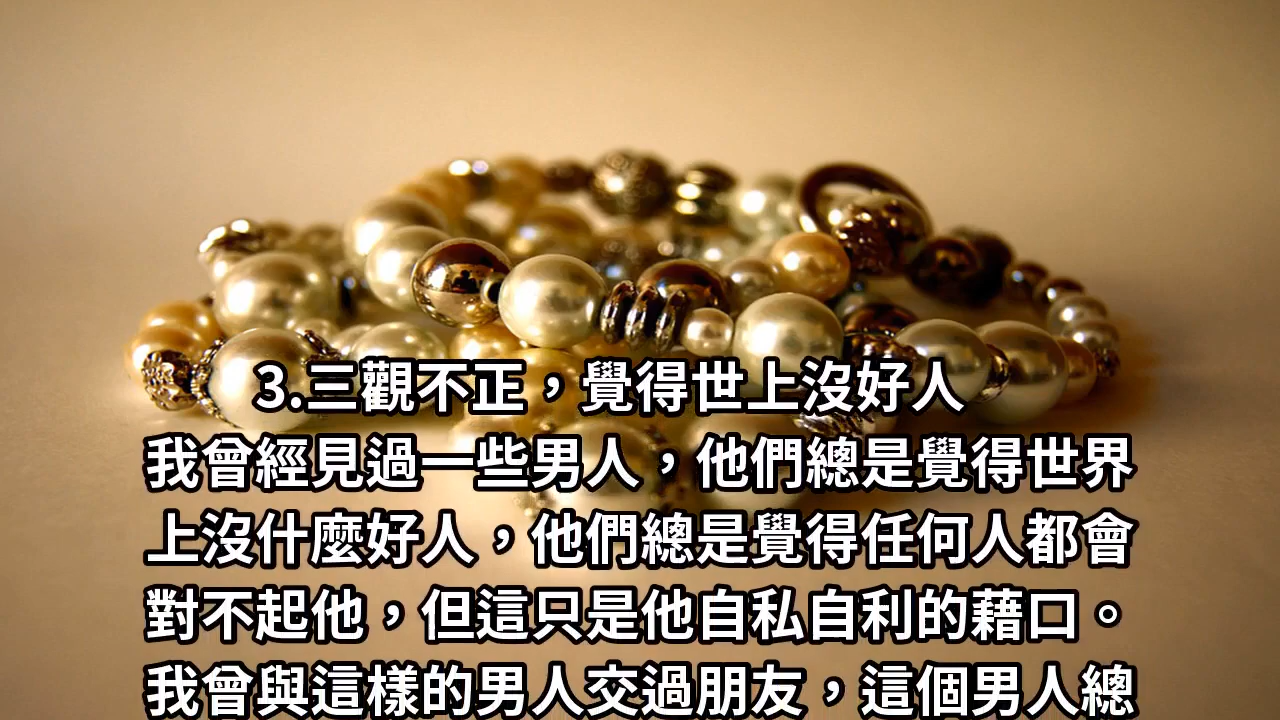 3.三觀不正，覺得世上沒好人
我曾經見過一些男人，他們總是覺得世界
上沒什麼好人，他們總是覺得任何人都會
對不起他，但這只是他自私自利的藉口。
我曾與這樣的男人交過朋友，這個男人總